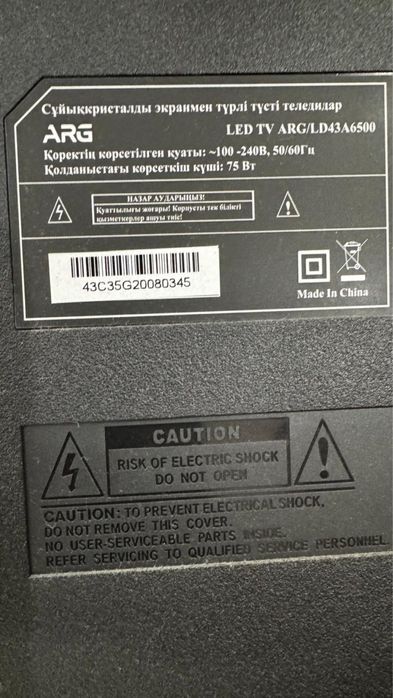 Сұйыққристалды экраимен түрлі түсті теледидар
ARG
LED TV ARG/LD43A6500
Қоректің көрсетілген қуаты: ~100 -240В, 50/60Гц
Қолданыстағы көрсеткіш күші: 75 Вт
НАЗАР АУДАРЫҢЫЗ!
Қуаттылығы жоғары! Корпусты тек білікті
қызметкерлер ашуы тиіс!
43C35G20080345
Made In China
CAUTION
RISK OF ELECTRIC SHOCK
DO NOT OPEN
CAUTION: TO PREVENT ELECTRICAL SHOCK,
DO NOT REMOVE THIS COVER.
NO USER-SERVICEABLE PARTS INSIDE.
REFER SERVICING TO QUALIFIED SERVICE PERSONNEL.